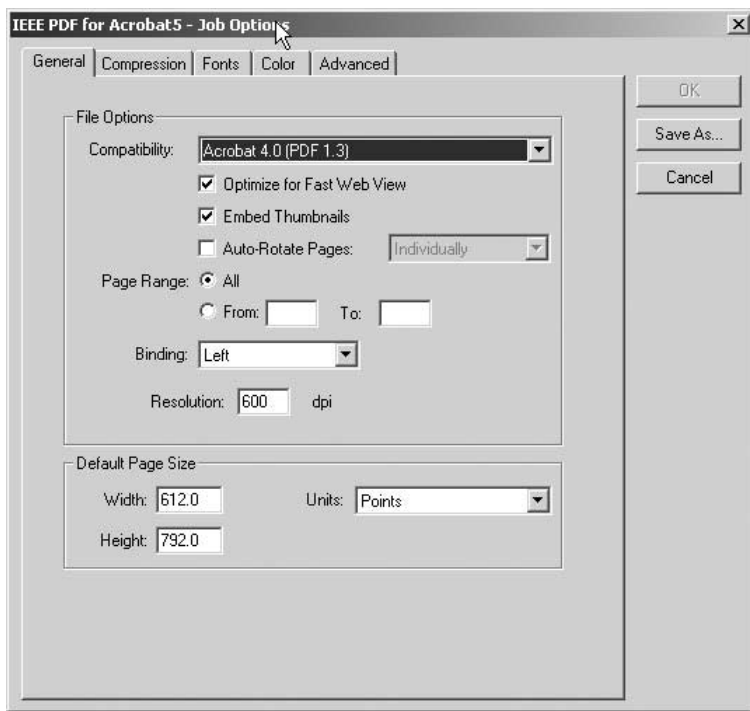 IEEE PDF for Acrobat5 - Job Options
General Compression Fonts Color Advanced
OK
Save As...
Cancel
File Options
Compatibility: Acrobat 4.0 (PDF 1.3)
Optimize for Fast Web View
Embed Thumbnails
Auto-Rotate Pages: Individually
Page Range: All
From: To:
Binding: Left
Resolution: 600 dpi
Default Page Size
Width: 612.0 Units: Points
Height: 792.0